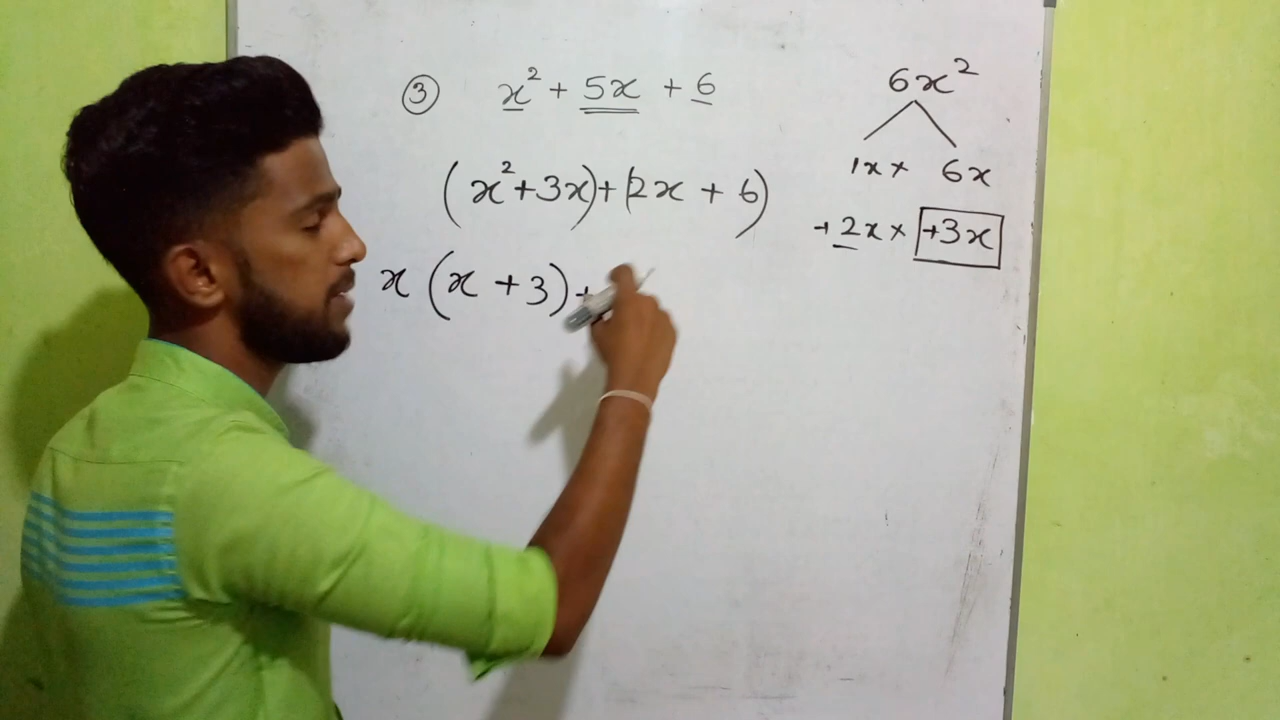 ③ x² + 5x + 6
(x²+3x)+(2x + 6)
x (x + 3)+
6x²
1x× 6x
+2x× +3x